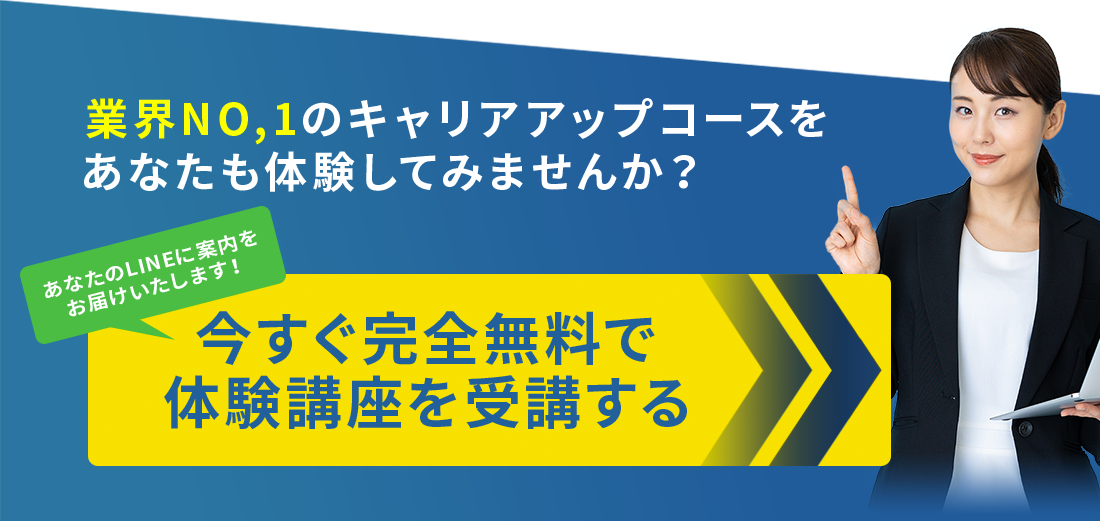 業界NO,1のキャリアアップコースを
あなたも体験してみませんか？
あなたのLINEに案内を
お届けいたします！
今すぐ完全無料で
体験講座を受講する